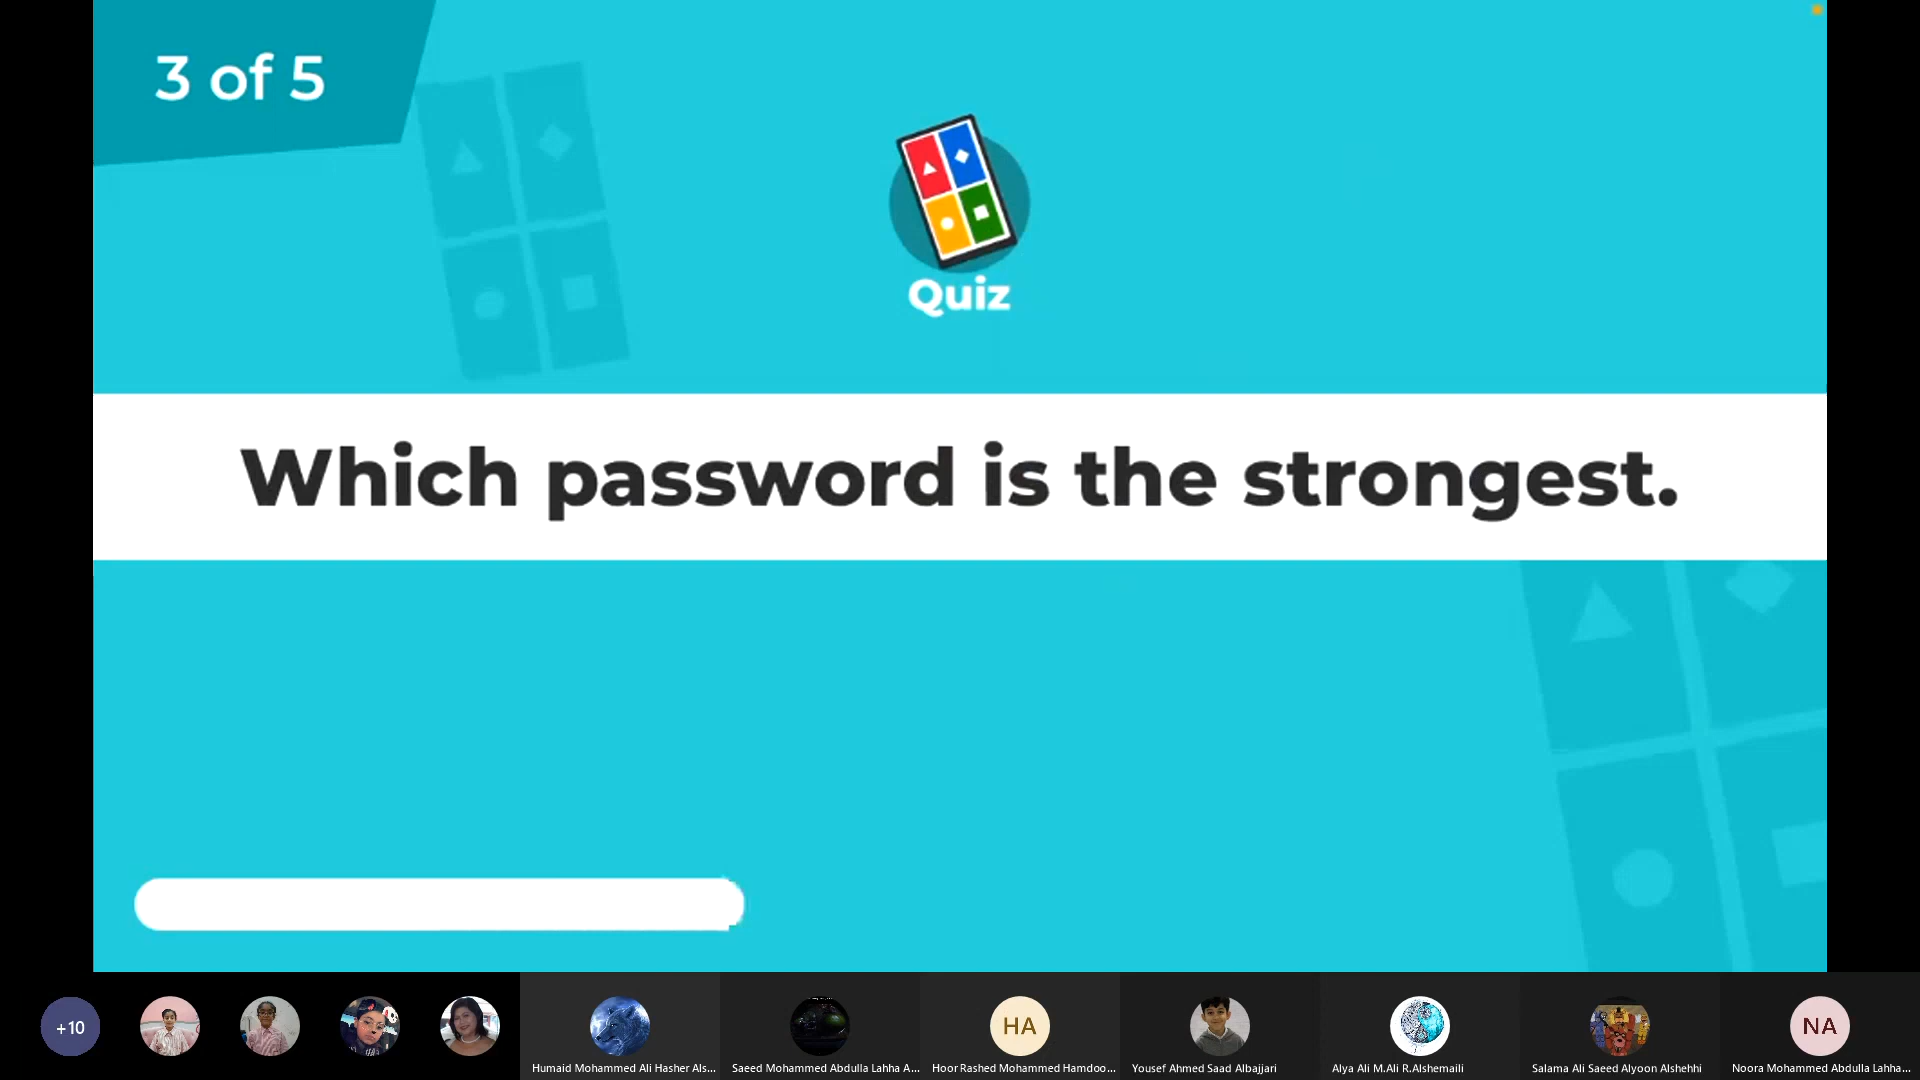 3 of 5
Quiz
Which password is the strongest.
+10
HA
NA
Humaid Mohammed Ali Hasher Als...
Saeed Mohammed Abdulla Lahha A...
Hoor Rashed Mohammed Hamdoo...
Yousef Ahmed Saad Albajjari
Alya Ali M.Ali R.Alshemaili
Salama Ali Saeed Alyoon Alshehhi
Noora Mohammed Abdulla Lahha...